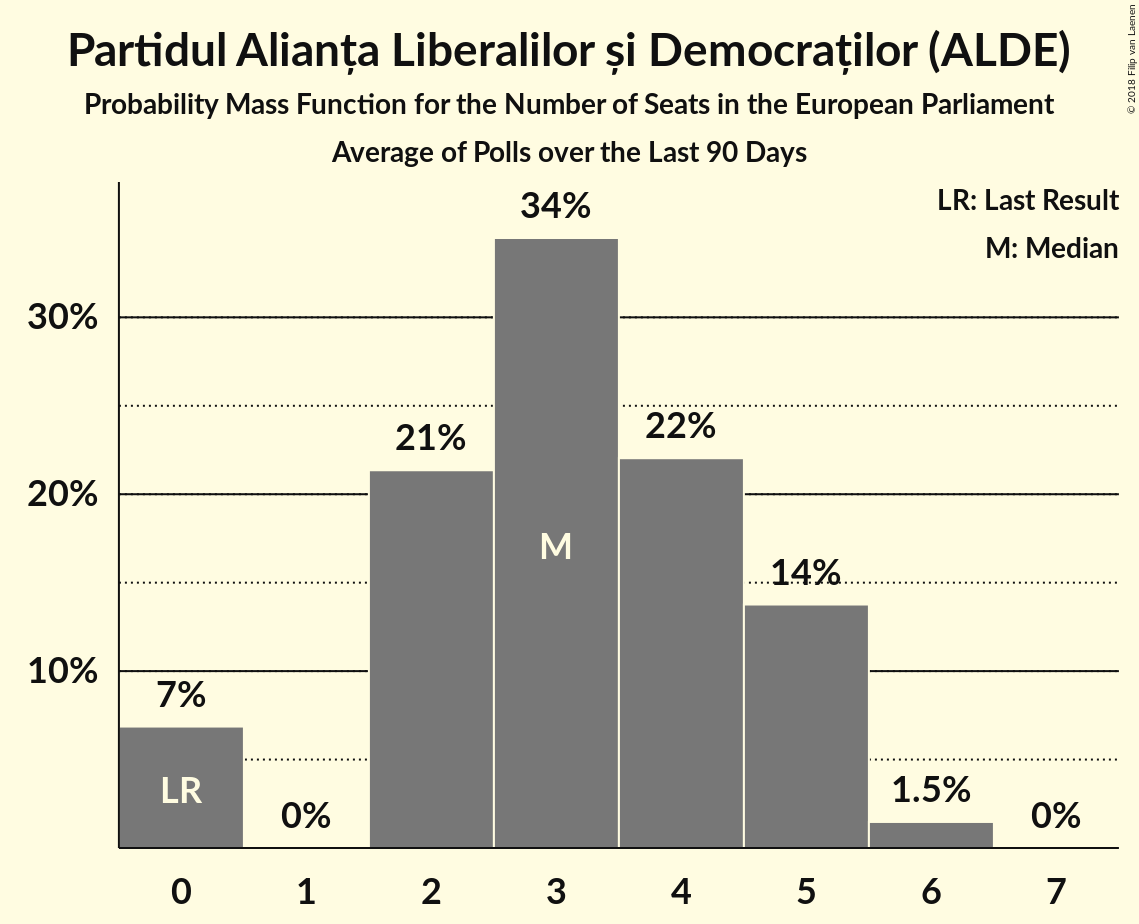 Partidul Alianța Liberalilor și Democraților (ALDE)
Probability Mass Function for the Number of Seats in the European Parliament
Average of Polls over the Last 90 Days
© 2018 Filip van Laenen
LR: Last Result
M: Median
34%
30%
22%
21%
20%
M
14%
10%
7%
LR
1.5%
0%
0%
0 1 2 3 4 5 6 7